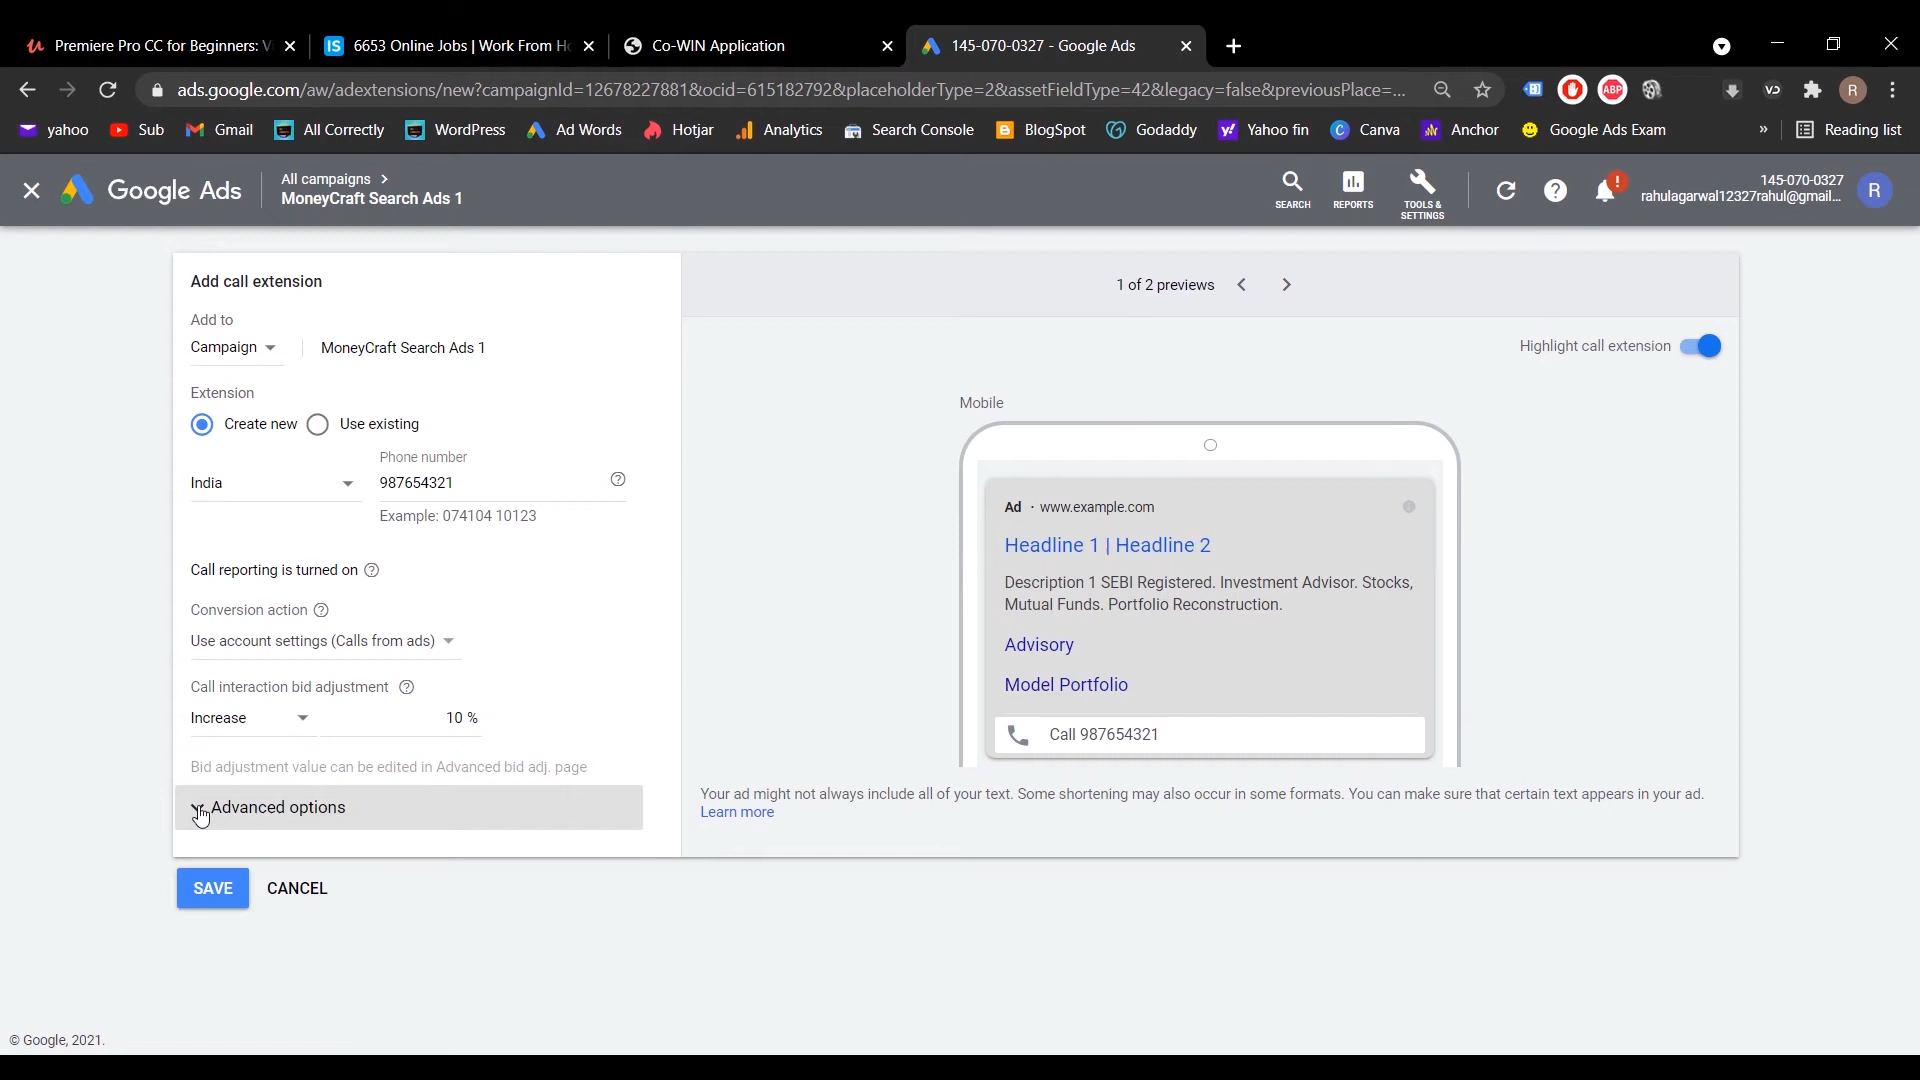 Premiere Pro CC for Beginners: V
6653 Online Jobs | Work From Ho
Co-WIN Application
145-070-0327 - Google Ads
ads.google.com/aw/adextensions/new?campaignId=12678227881&ocid=615182792&placeholderType=2&assetFieldType=42&legacy=false&previousPlace=...
yahoo Sub Gmail All Correctly WordPress Ad Words Hotjar Analytics Search Console BlogSpot Godaddy Yahoo fin Canva Anchor Google Ads Exam » Reading list
Google Ads
All campaigns >
MoneyCraft Search Ads 1
SEARCH
REPORTS
TOOLS &
SETTINGS
145-070-0327
rahulagarwal12327rahul@gmail...
R
Add call extension
Add to
Campaign MoneyCraft Search Ads 1
Extension
Create new Use existing
Phone number
India 987654321
Example: 074104 10123
Call reporting is turned on
Conversion action
Use account settings (Calls from ads)
Call interaction bid adjustment
Increase 10 %
Bid adjustment value can be edited in Advanced bid adj. page
Advanced options
SAVE CANCEL
1 of 2 previews
Highlight call extension
Mobile
Ad · www.example.com
Headline 1 | Headline 2
Description 1 SEBI Registered. Investment Advisor. Stocks,
Mutual Funds. Portfolio Reconstruction.
Advisory
Model Portfolio
Call 987654321
Your ad might not always include all of your text. Some shortening may also occur in some formats. You can make sure that certain text appears in your ad.
Learn more
© Google, 2021.